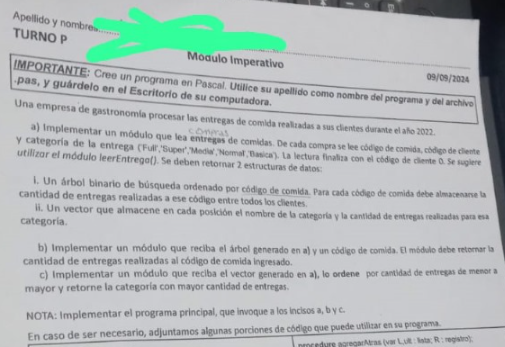 Apellido y nombres
TURNO P
Modulo Imperativo
09/09/2024
IMPORTANTE: Cree un programa en Pascal. Utilice su apellido como nombre del programa y del archivo
.pas, y guárdelo en el Escritorio de su computadora.
Una empresa de gastronomía procesar las entregas de comida realizadas a sus clientes durante el año 2022.
compras
a) Implementar un módulo que lea entregas de comidas. De cada compra se lee código de comida, código de cliente
y categoría de la entrega ('Full','Super','Media','Normal','Basica'). La lectura finaliza con el código de cliente 0. Se sugiere
utilizar el módulo leerEntrega(). Se deben retornar 2 estructuras de datos:
i. Un árbol binario de búsqueda ordenado por código de comida. Para cada código de comida debe almacenarse la
cantidad de entregas realizadas a ese código entre todos los clientes.
ii. Un vector que almacene en cada posición el nombre de la categoría y la cantidad de entregas realizadas para esa
categoría.
b) Implementar un módulo que reciba el árbol generado en a) y un código de comida. El módulo debe retornar la
cantidad de entregas realizadas al código de comida ingresado.
c) Implementar un módulo que reciba el vector generado en a), lo ordene por cantidad de entregas de menor a
mayor y retorne la categoría con mayor cantidad de entregas.
NOTA: Implementar el programa principal, que invoque a los incisos a, b y c.
En caso de ser necesario, adjuntamos algunas porciones de código que puede utilizar en su programa.
procedure agregarAtras (var L,ult : lista; R : registro);